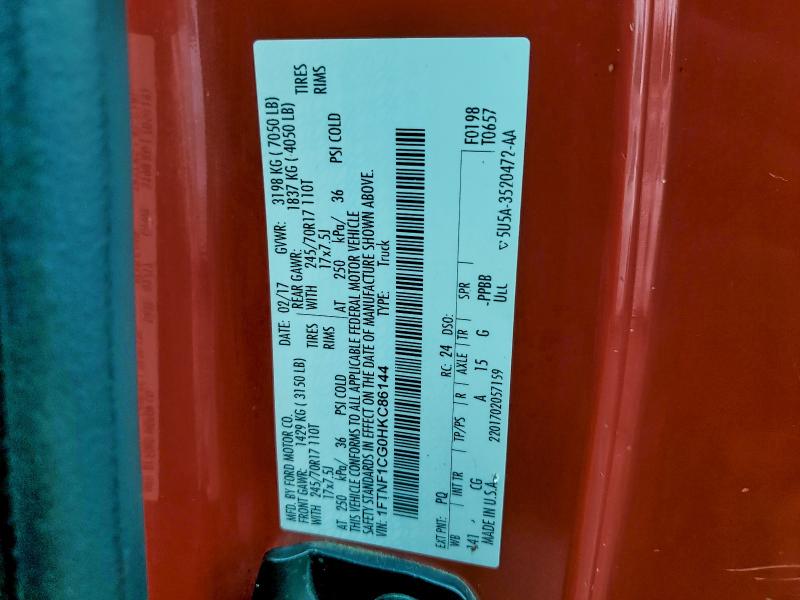 MFD. BY FORD MOTOR CO.
DATE: 02/17 GVWR: 3198 KG ( 7050 LB)
FRONT GAWR: 1429 KG ( 3150 LB) REAR GAWR: 1837 KG ( 4050 LB)
WITH 245/70R17 110T TIRES WITH 245/70R17 110T TIRES
17x7.5J RIMS 17x7.5J RIMS
AT 250 kPa/ 36 PSI COLD AT 250 kPa/ 36 PSI COLD
THIS VEHICLE CONFORMS TO ALL APPLICABLE FEDERAL MOTOR VEHICLE
SAFETY STANDARDS IN EFFECT ON THE DATE OF MANUFACTURE SHOWN ABOVE.
VIN: 1FTNF1CG0HKC86144 TYPE: Truck
EXT PNT: PQ RC: 24 DSO: F0198
WB INT TR TP/PS R AXLE TR SPR T0657
141 CG A 15 G -PPBB
MADE IN U.S.A. 2201702057159 ULL 5U5A-3520472-AA